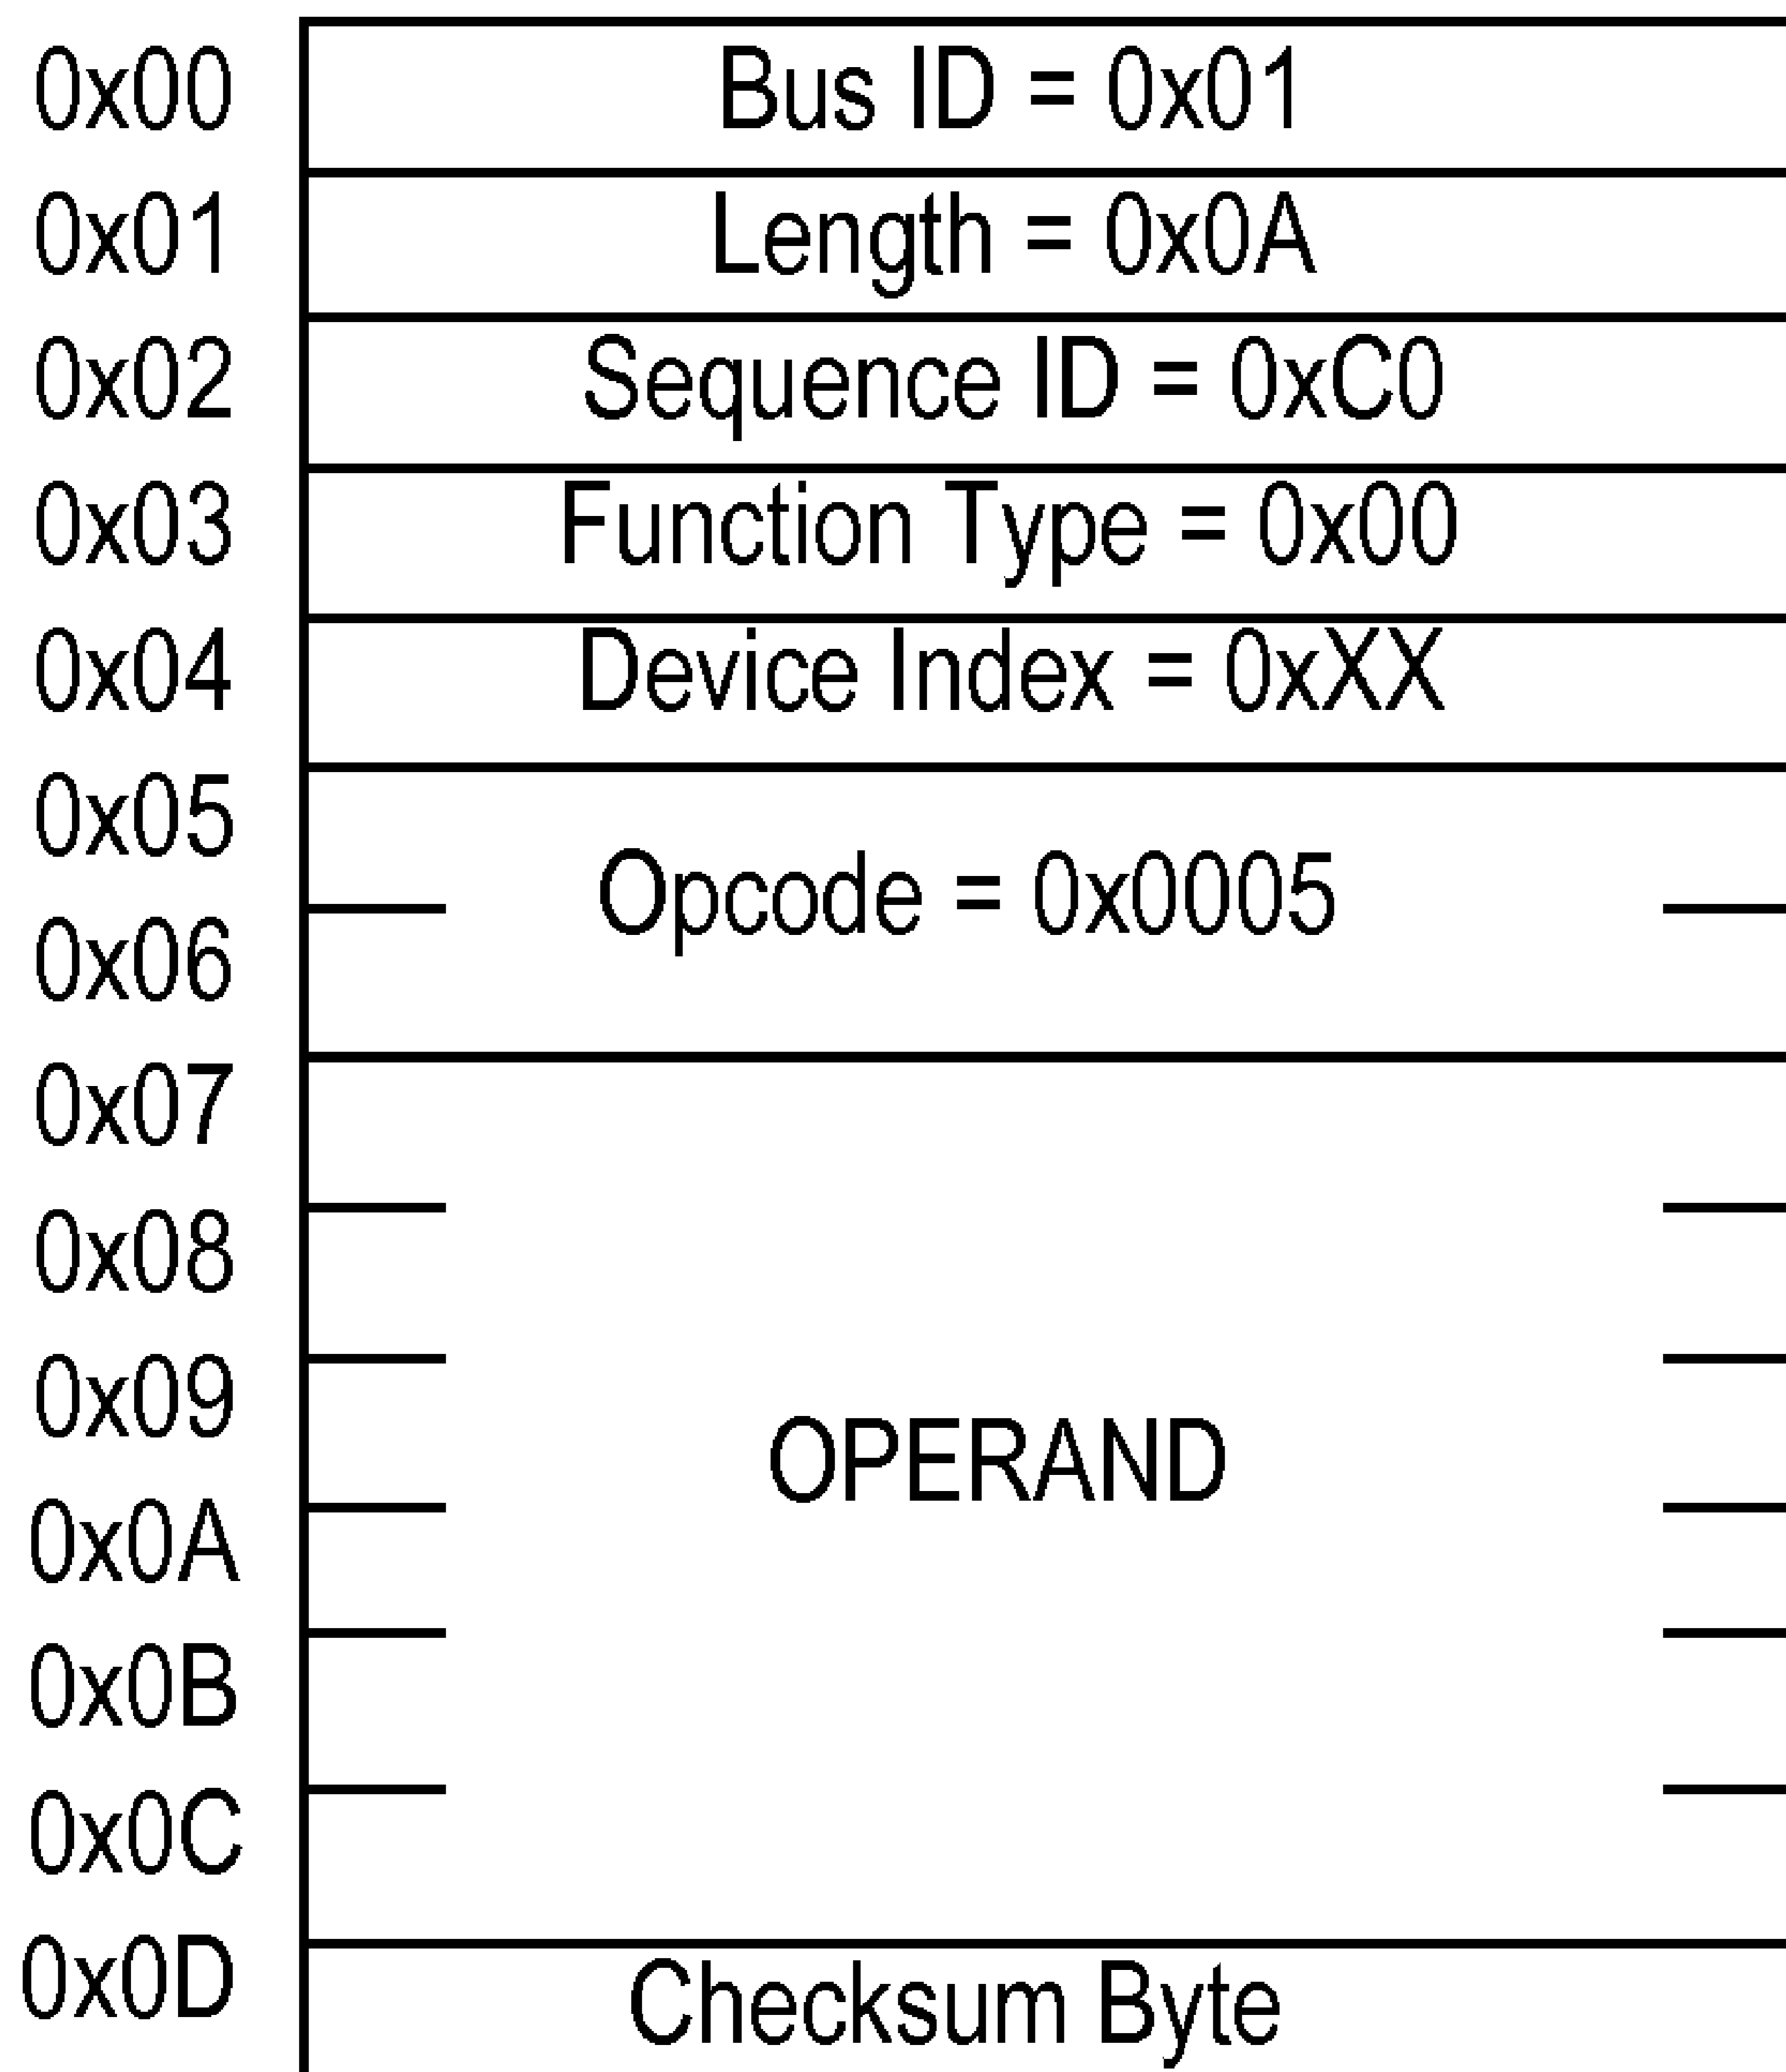 0x00 Bus ID = 0x01
0x01 Length = 0x0A
0x02 Sequence ID = 0xC0
0x03 Function Type = 0x00
0x04 Device Index = 0xXX
0x05
Opcode = 0x0005
0x06
0x07
0x08
0x09
OPERAND
0x0A
0x0B
0x0C
0x0D Checksum Byte